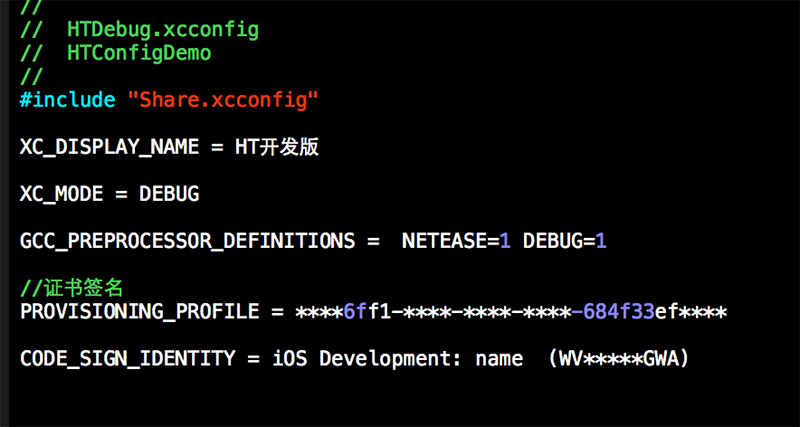 //
//  HTDebug.xcconfig
//  HTConfigDemo
//
#include "Share.xcconfig"
XC_DISPLAY_NAME = HT开发版
XC_MODE = DEBUG
GCC_PREPROCESSOR_DEFINITIONS =  NETEASE=1 DEBUG=1
//证书签名
PROVISIONING_PROFILE = ****6ff1-****-****-****-684f33ef****
CODE_SIGN_IDENTITY = iOS Development: name  (WV*****GWA)